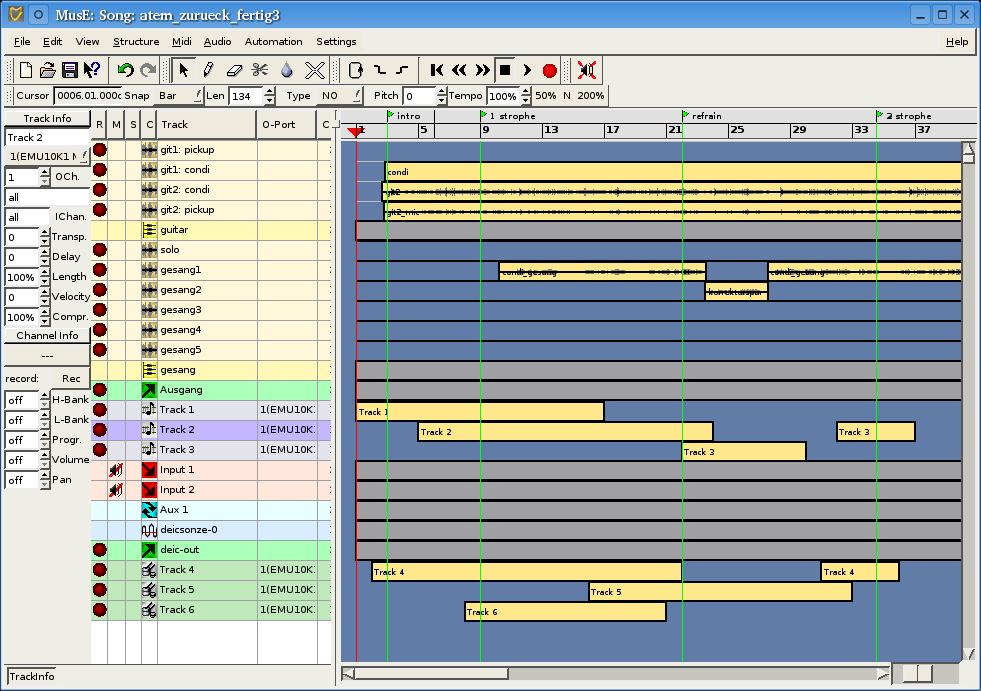 MusE: Song: atem_zurueck_fertig3
File Edit View Structure Midi Audio Automation Settings Help
Cursor 0006.01.000 Snap Bar Len 134 Type NO Pitch 0 Tempo 100% 50% N 200%
Track Info R M S C Track O-Port C
intro 1 strophe refrain 2 strophe
1 5 9 13 17 21 25 29 33 37
Track 2
1(EMU10K1 M
1 OCh.
all
all IChan.
0 Transp.
0 Delay
100% Length
0 Velocity
100% Compr.
Channel Info
---
record: Rec
off H-Bank
off L-Bank
off Progr.
off Volume
off Pan
git1: pickup
git1: condi
git2: condi
git2: pickup
guitar
solo
gesang1
gesang2
gesang3
gesang4
gesang5
gesang
Ausgang
Track 1 1(EMU10K1
Track 2 1(EMU10K1
Track 3 1(EMU10K1
Input 1
Input 2
Aux 1
deicsonze-0
deic-out
Track 4 1(EMU10K1
Track 5 1(EMU10K1
Track 6 1(EMU10K1
condi
git2
git2_mic
condi_gesang condi_gesang
Track 1
Track 2 Track 3
Track 3
Track 4 Track 4
Track 5
Track 6
TrackInfo